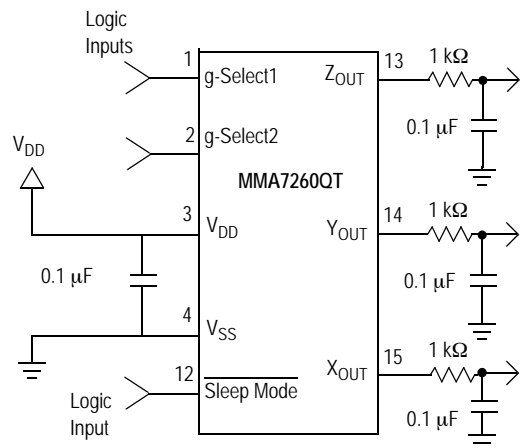 Logic
Inputs
1
g-Select1
2
g-Select2
V_DD
3
V_DD
0.1 μF
4
V_SS
12
Sleep Mode
Logic
Input
MMA7260QT
Z_OUT
13
1 kΩ
0.1 μF
Y_OUT
14
1 kΩ
0.1 μF
X_OUT
15
1 kΩ
0.1 μF